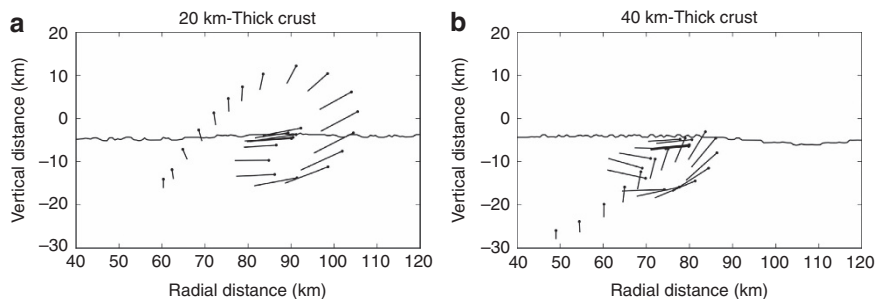 a
20 km-Thick crust
20
10
0
–10
–20
–30
Vertical distance (km)
40 50 60 70 80 90 100 110 120
Radial distance (km)
b
40 km-Thick crust
20
10
0
–10
–20
–30
Vertical distance (km)
40 50 60 70 80 90 100 110 120
Radial distance (km)